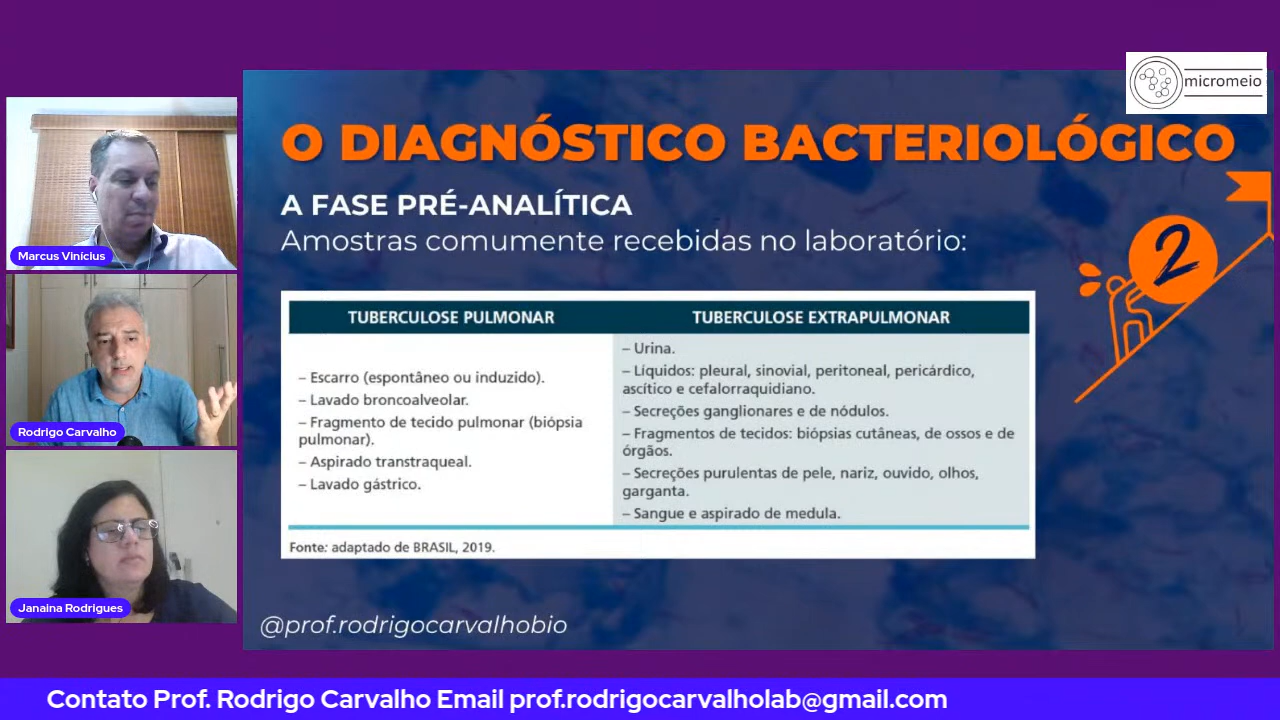 micromeio
O DIAGNÓSTICO BACTERIOLÓGICO
A FASE PRÉ-ANALÍTICA
Amostras comumente recebidas no laboratório:
2
TUBERCULOSE PULMONAR
– Escarro (espontâneo ou induzido).
– Lavado broncoalveolar.
– Fragmento de tecido pulmonar (biópsia
pulmonar).
– Aspirado transtraqueal.
– Lavado gástrico.
TUBERCULOSE EXTRAPULMONAR
– Urina.
– Líquidos: pleural, sinovial, peritoneal, pericárdico,
ascítico e cefalorraquidiano.
– Secreções ganglionares e de nódulos.
– Fragmentos de tecidos: biópsias cutâneas, de ossos e de
órgãos.
– Secreções purulentas de pele, nariz, ouvido, olhos,
garganta.
– Sangue e aspirado de medula.
Fonte: adaptado de BRASIL, 2019.
@prof.rodrigocarvalhobio
Marcus Vinícius
Rodrigo Carvalho
Janaina Rodrigues
Contato Prof. Rodrigo Carvalho Email prof.rodrigocarvalholab@gmail.com